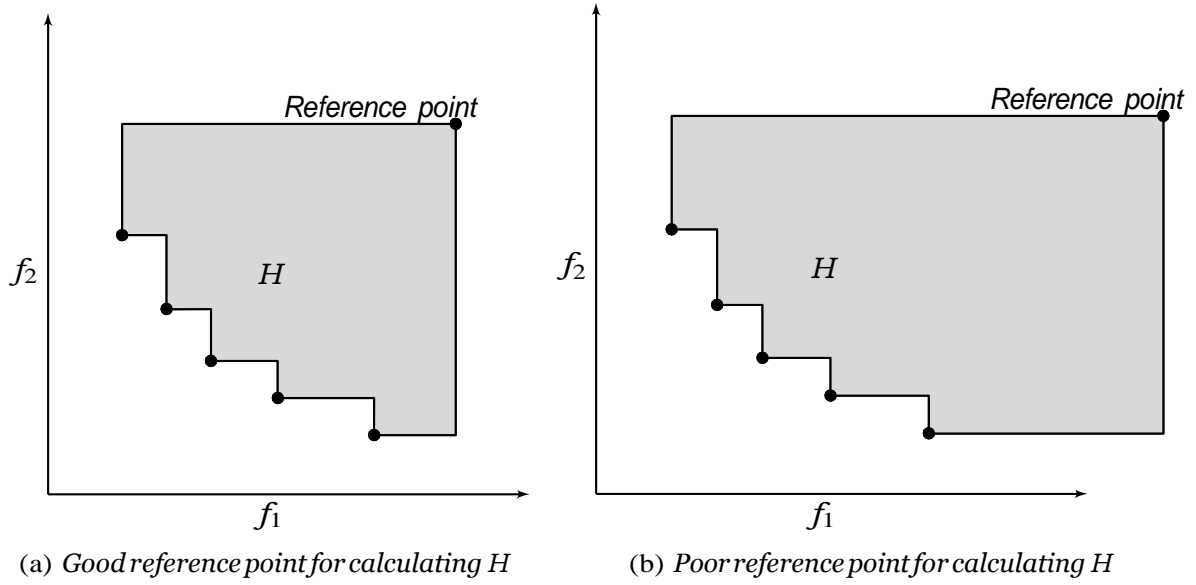 Reference point
H
f2
f1
(a) Good reference point for calculating H
Reference point
H
f2
f1
(b) Poor reference point for calculating H